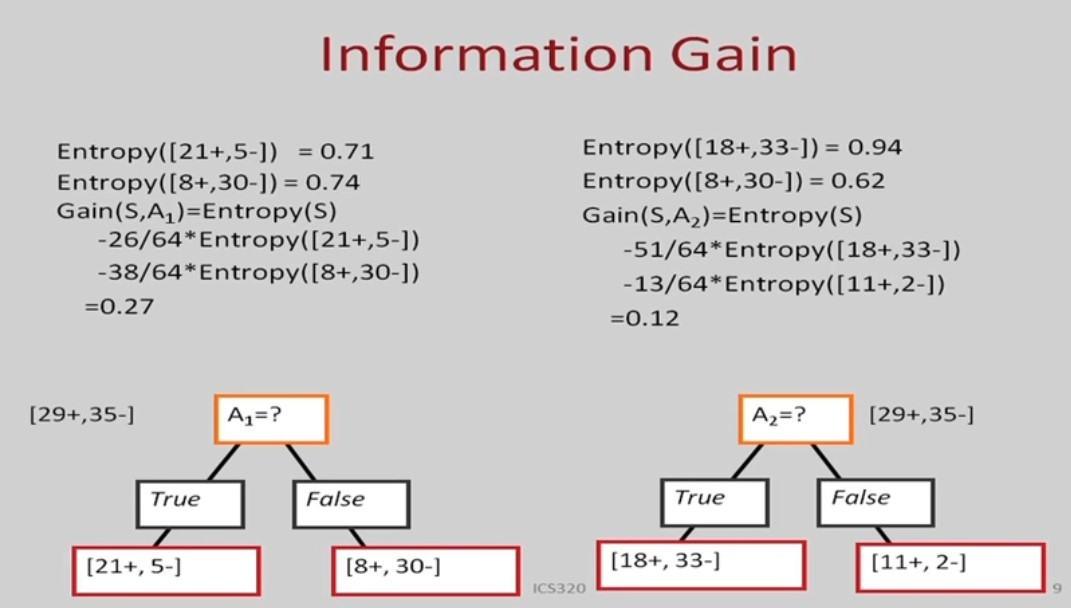 Information Gain
Entropy([21+,5-]) = 0.71
Entropy([8+,30-]) = 0.74
Gain(S,A₁)=Entropy(S)
-26/64*Entropy([21+,5-])
-38/64*Entropy([8+,30-])
=0.27
Entropy([18+,33-]) = 0.94
Entropy([8+,30-]) = 0.62
Gain(S,A₂)=Entropy(S)
-51/64*Entropy([18+,33-])
-13/64*Entropy([11+,2-])
=0.12
[29+,35-]
A₁=?
True
False
[21+, 5-]
[8+, 30-]
A₂=?
[29+,35-]
True
False
[18+, 33-]
[11+, 2-]
ICS320
9